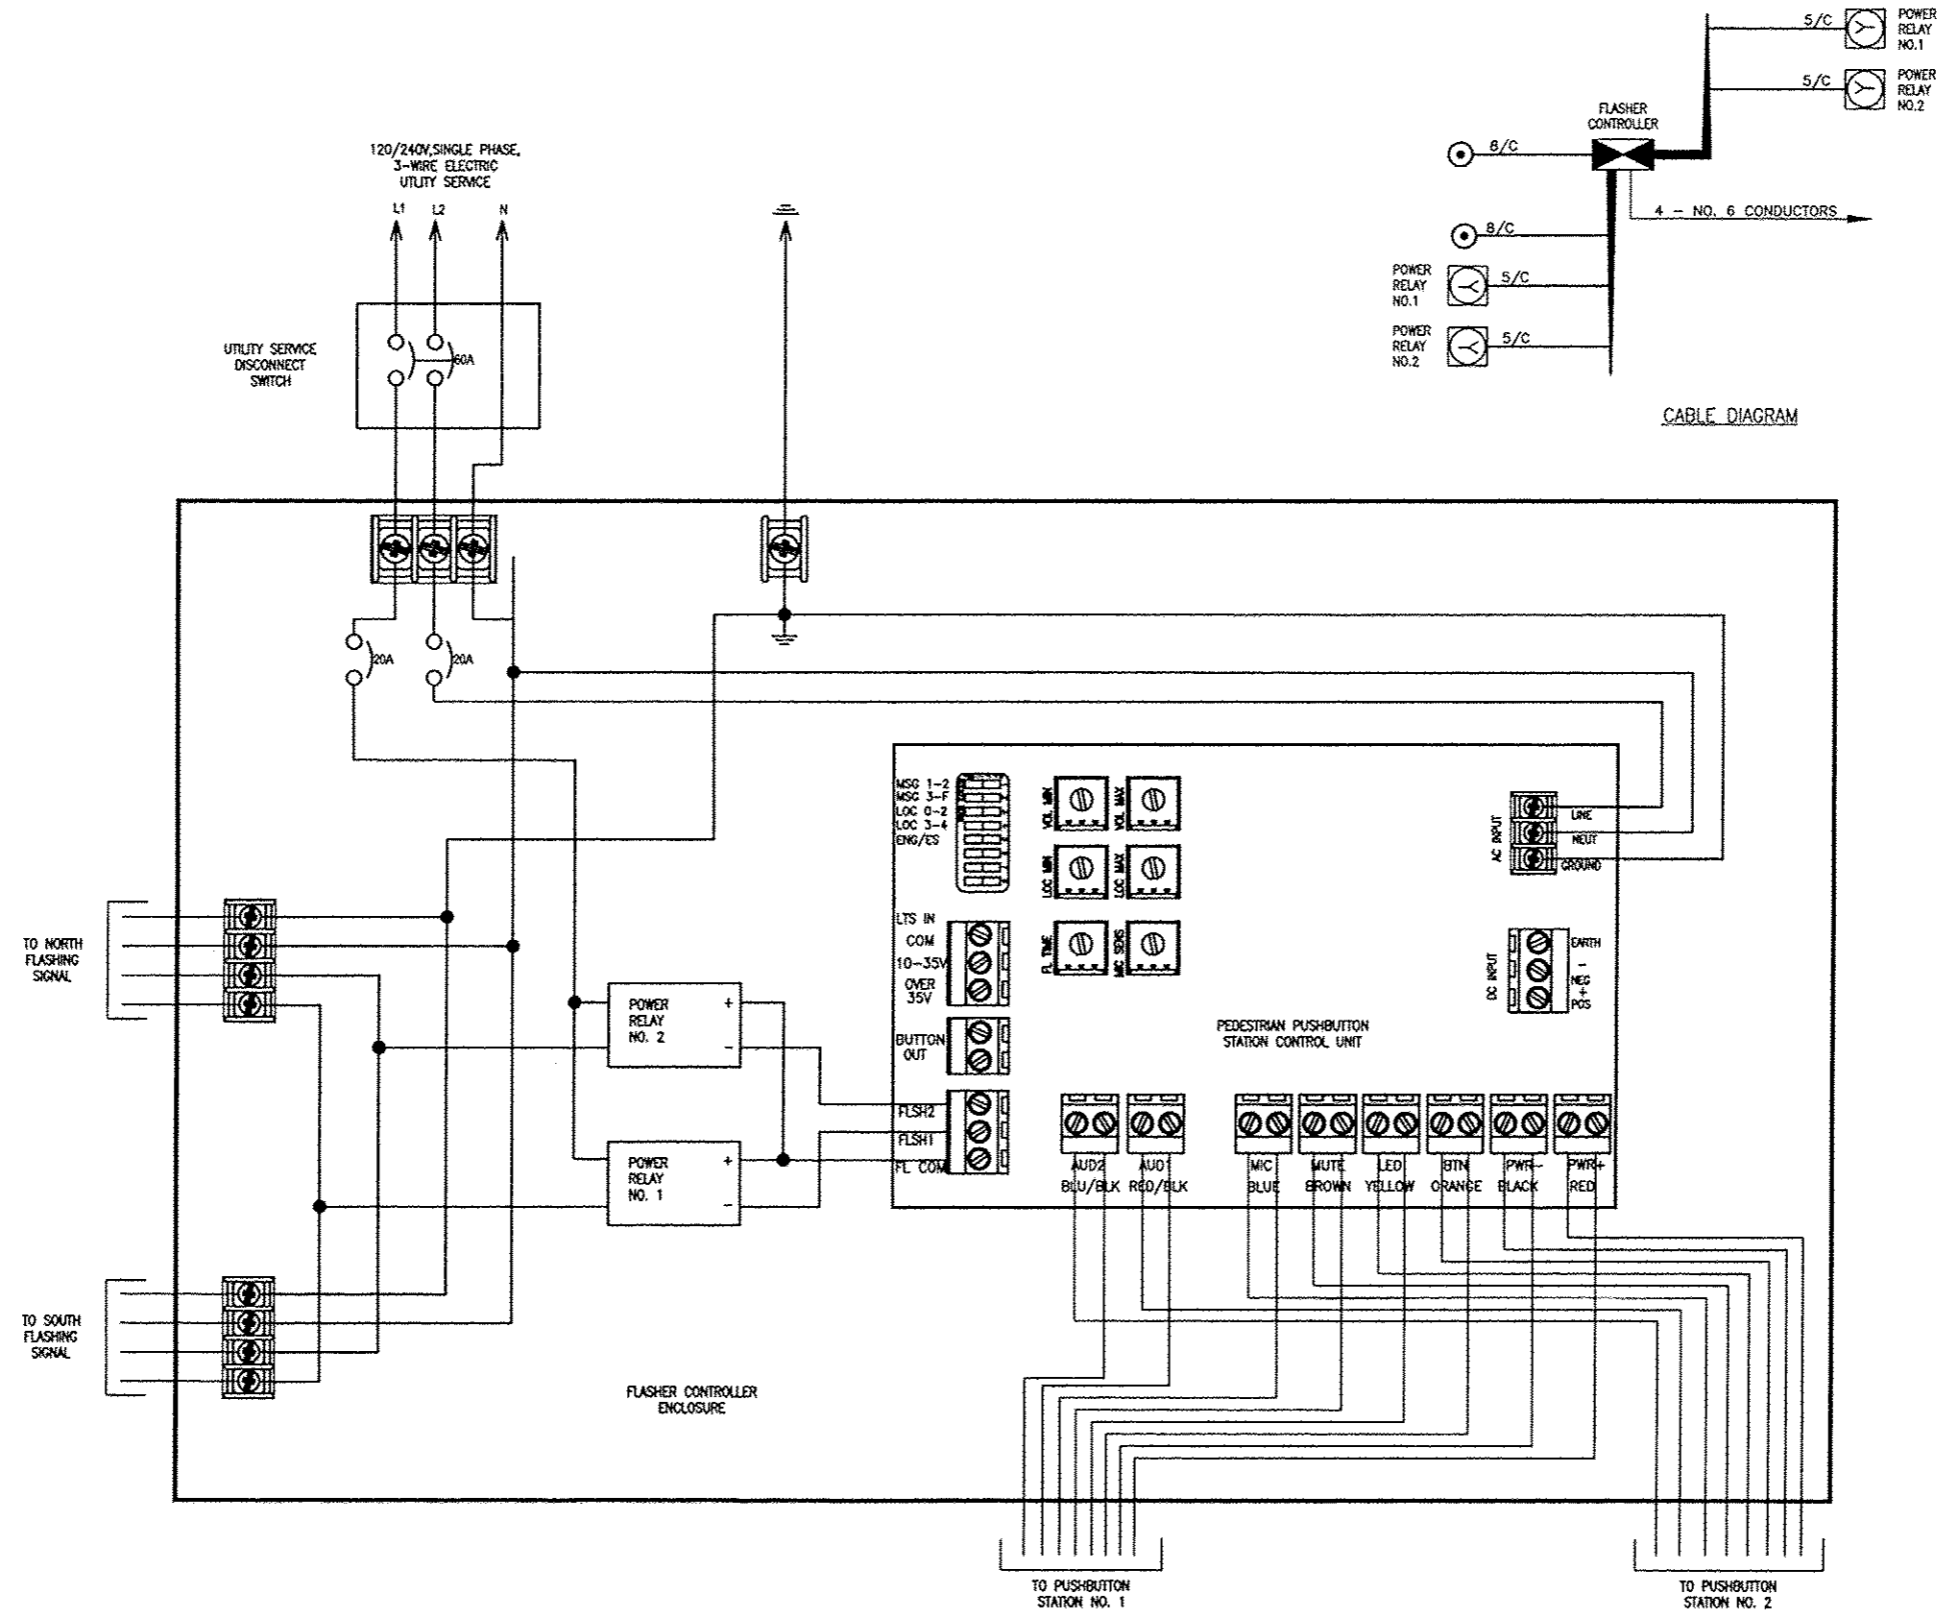 5/C
POWER
RELAY
NO.1
5/C
POWER
RELAY
NO.2
FLASHER
CONTROLLER
8/C
4 - NO. 6 CONDUCTORS
8/C
POWER
RELAY
NO.1
5/C
POWER
RELAY
NO.2
5/C
CABLE DIAGRAM
120/240V,SINGLE PHASE,
3-WIRE ELECTRIC
UTILITY SERVICE
L1
L2
N
UTILITY SERVICE
DISCONNECT
SWITCH
60A
20A
20A
MSG 1-2
MSG 3-F
LOC 0-2
LOC 3-4
ENG/ES
VOL MIN
VOL MAX
LOC MIN
LOC MAX
FL TIME
MIC SENS
AC INPUT
LINE
NEUT
GROUND
LTS IN
COM
10-35V
OVER
35V
DC INPUT
EARTH
-
NEG
+
POS
BUTTON
OUT
PEDESTRIAN PUSHBUTTON
STATION CONTROL UNIT
FLSH2
FLSH1
FL COM
TO NORTH
FLASHING
SIGNAL
POWER
RELAY
NO. 2
+
-
POWER
RELAY
NO. 1
+
-
AUD2
BLU/BLK
AUD1
RED/BLK
MIC
BLUE
MUTE
BROWN
LED
YELLOW
BTN
ORANGE
PWR-
BLACK
PWR+
RED
TO SOUTH
FLASHING
SIGNAL
FLASHER CONTROLLER
ENCLOSURE
TO PUSHBUTTON
STATION NO. 1
TO PUSHBUTTON
STATION NO. 2